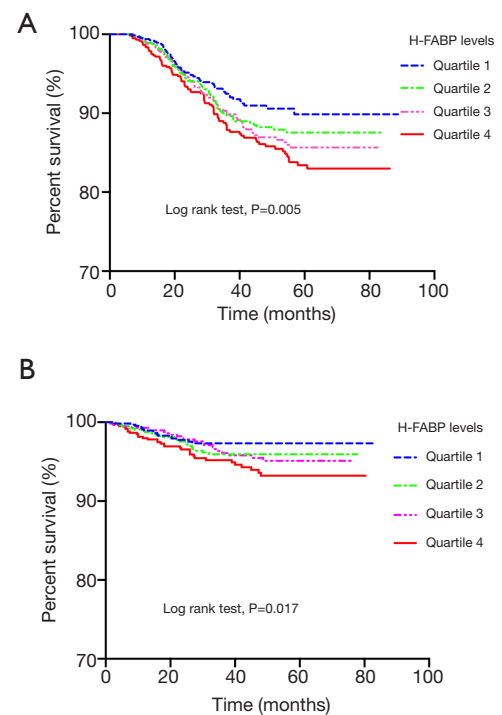 A
H-FABP levels
Quartile 1
Quartile 2
Quartile 3
Quartile 4
Percent survival (%)
100
90
80
70
Log rank test, P=0.005
0 20 40 60 80 100
Time (months)
B
H-FABP levels
Quartile 1
Quartile 2
Quartile 3
Quartile 4
Percent survival (%)
100
90
80
70
Log rank test, P=0.017
0 20 40 60 80 100
Time (months)